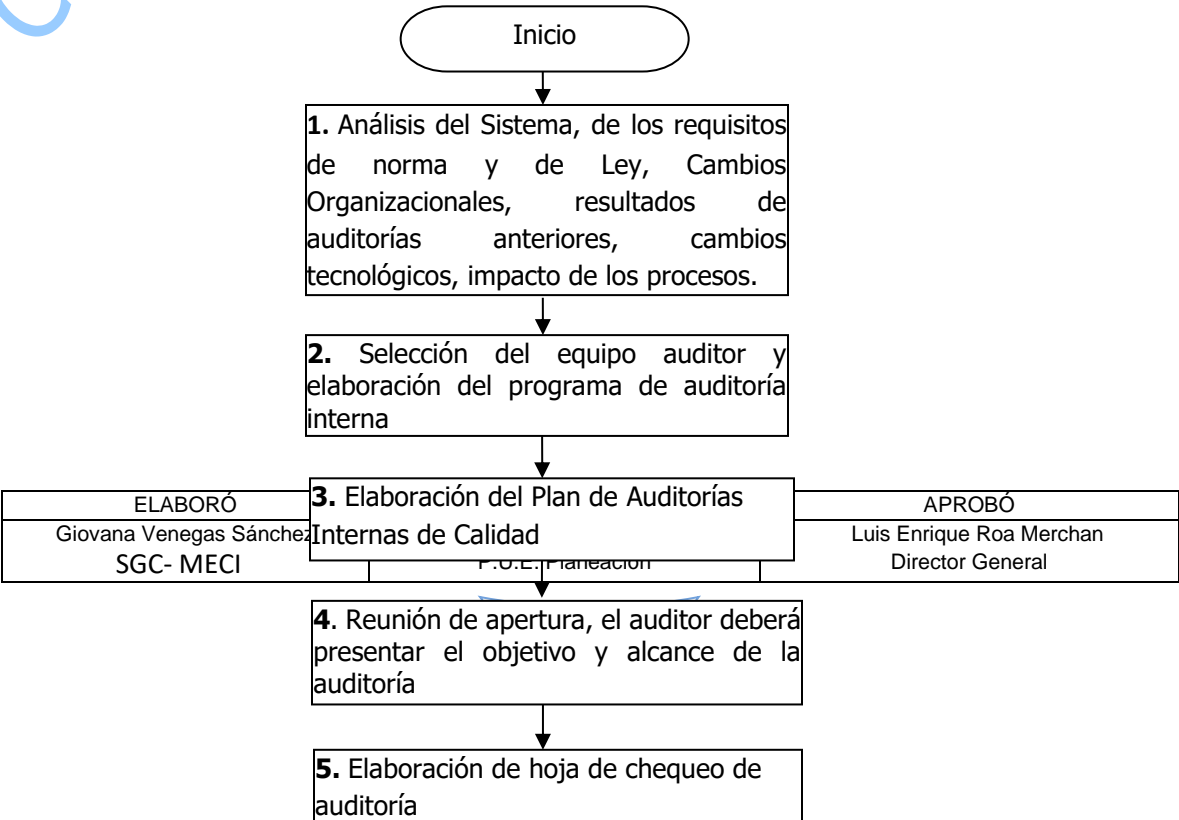 Inicio
1. Análisis del Sistema, de los requisitos
de norma y de Ley, Cambios
Organizacionales, resultados de
auditorías anteriores, cambios
tecnológicos, impacto de los procesos.
2. Selección del equipo auditor y
elaboración del programa de auditoría
interna
3. Elaboración del Plan de Auditorías
Internas de Calidad
ELABORÓ
Giovana Venegas Sánchez
SGC- MECI
P.U.E. Planeación
APROBÓ
Luis Enrique Roa Merchan
Director General
4. Reunión de apertura, el auditor deberá
presentar el objetivo y alcance de la
auditoría
5. Elaboración de hoja de chequeo de
auditoría